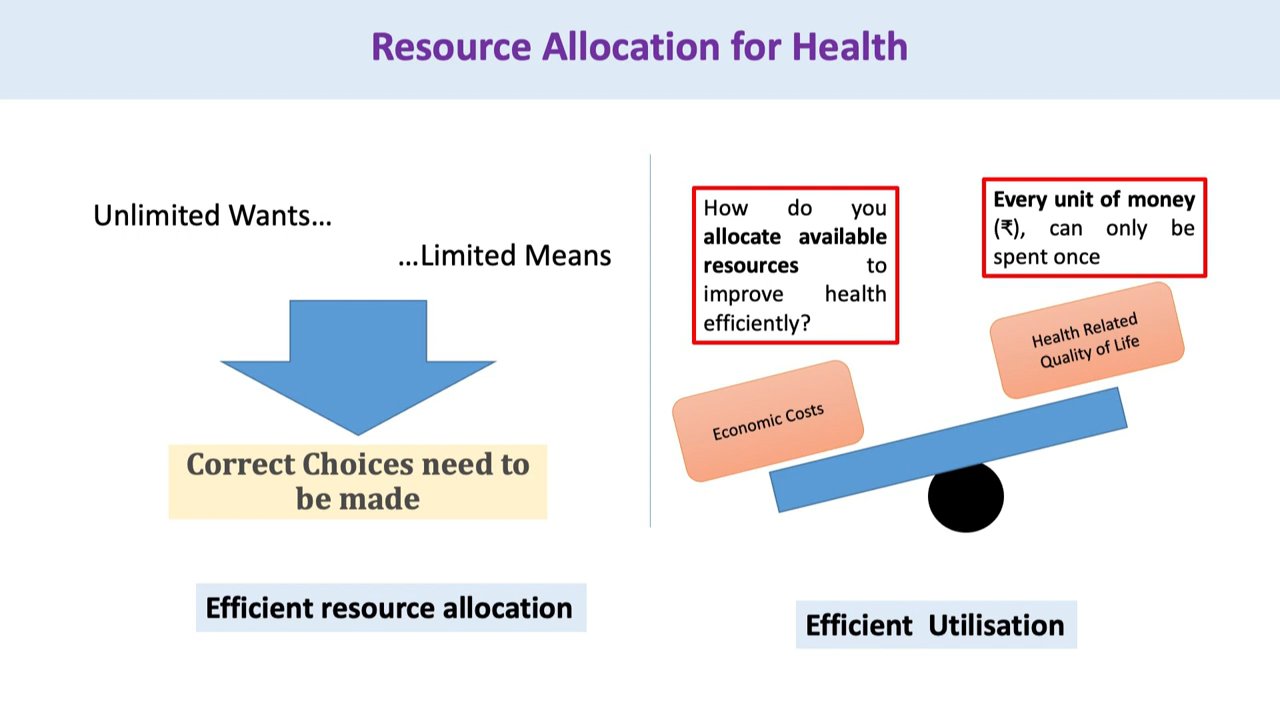 Resource Allocation for Health
Unlimited Wants...
...Limited Means
Correct Choices need to
be made
Efficient resource allocation
How do you
allocate available
resources to
improve health
efficiently?
Every unit of money
(₹), can only be
spent once
Health Related
Quality of Life
Economic Costs
Efficient Utilisation